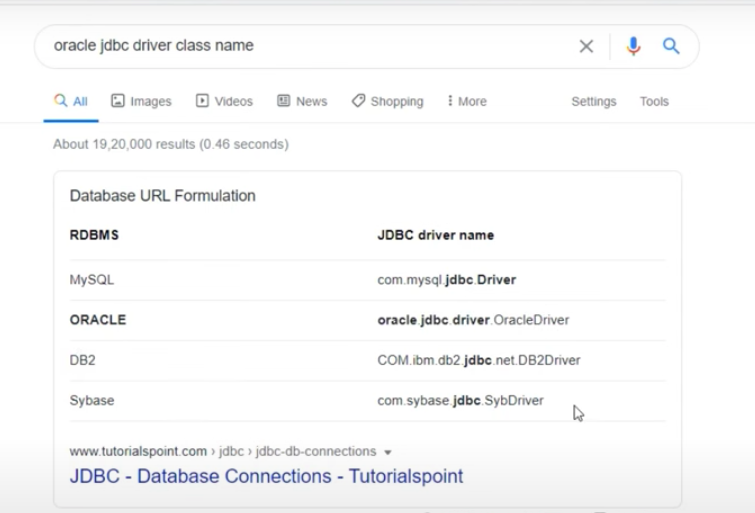 oracle jdbc driver class name
All Images Videos News Shopping More Settings Tools
About 19,20,000 results (0.46 seconds)
Database URL Formulation
RDBMS JDBC driver name
MySQL com.mysql.jdbc.Driver
ORACLE oracle.jdbc.driver.OracleDriver
DB2 COM.ibm.db2.jdbc.net.DB2Driver
Sybase com.sybase.jdbc.SybDriver
www.tutorialspoint.com › jdbc › jdbc-db-connections
JDBC - Database Connections - Tutorialspoint